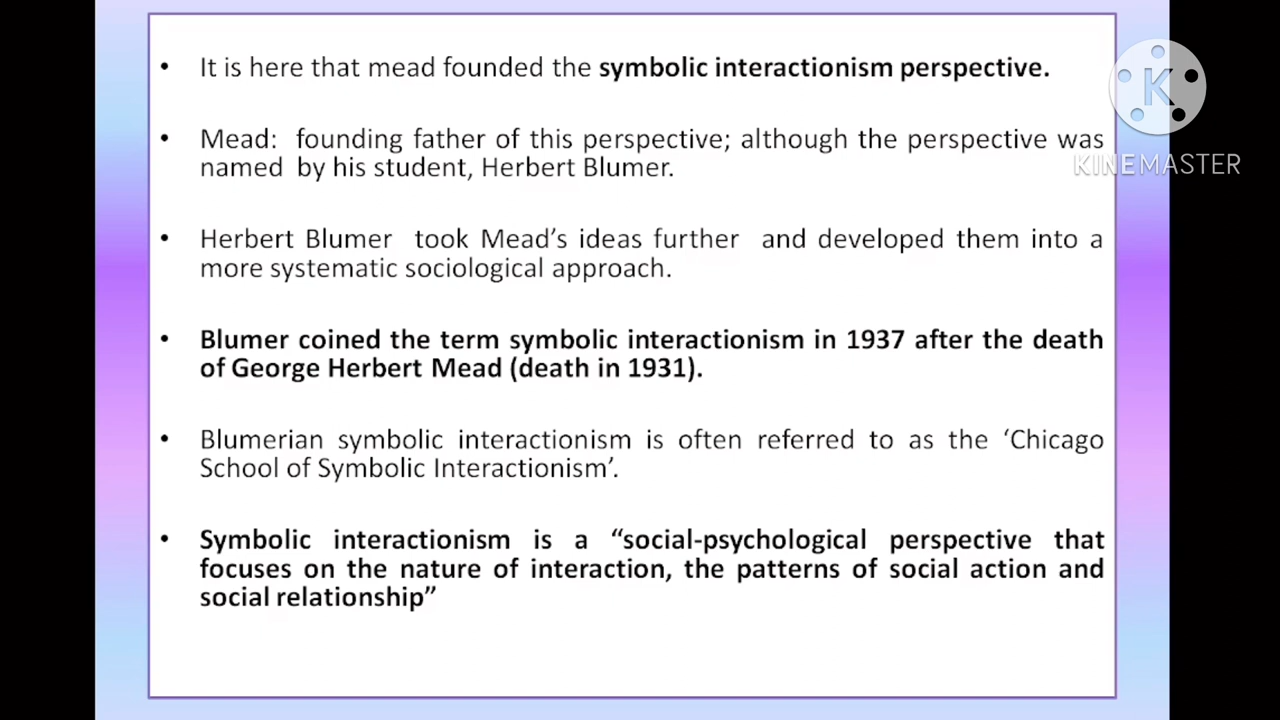 • It is here that mead founded the symbolic interactionism perspective.
• Mead: founding father of this perspective; although the perspective was
named by his student, Herbert Blumer.
• Herbert Blumer took Mead’s ideas further and developed them into a
more systematic sociological approach.
• Blumer coined the term symbolic interactionism in 1937 after the death
of George Herbert Mead (death in 1931).
• Blumerian symbolic interactionism is often referred to as the ‘Chicago
School of Symbolic Interactionism’.
• Symbolic interactionism is a “social-psychological perspective that
focuses on the nature of interaction, the patterns of social action and
social relationship”
K
KINEMASTER